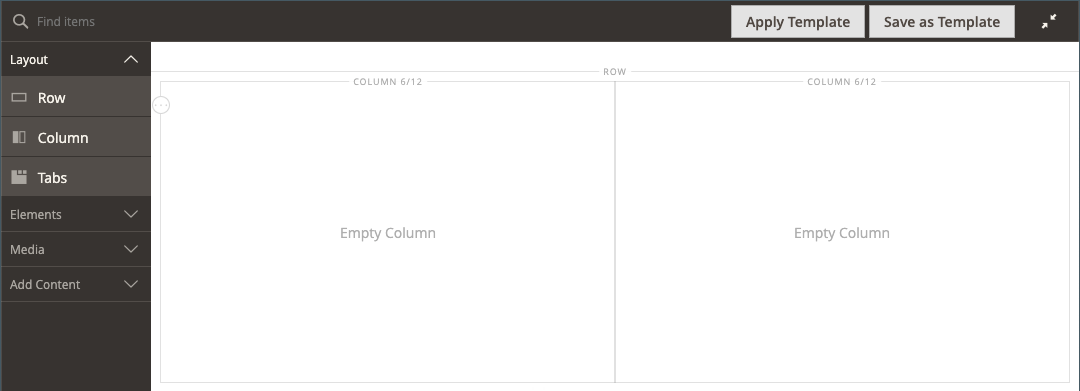 Find items
Apply Template
Save as Template
Layout
Row
Column
Tabs
Elements
Media
Add Content
ROW
COLUMN 6/12
COLUMN 6/12
Empty Column
Empty Column